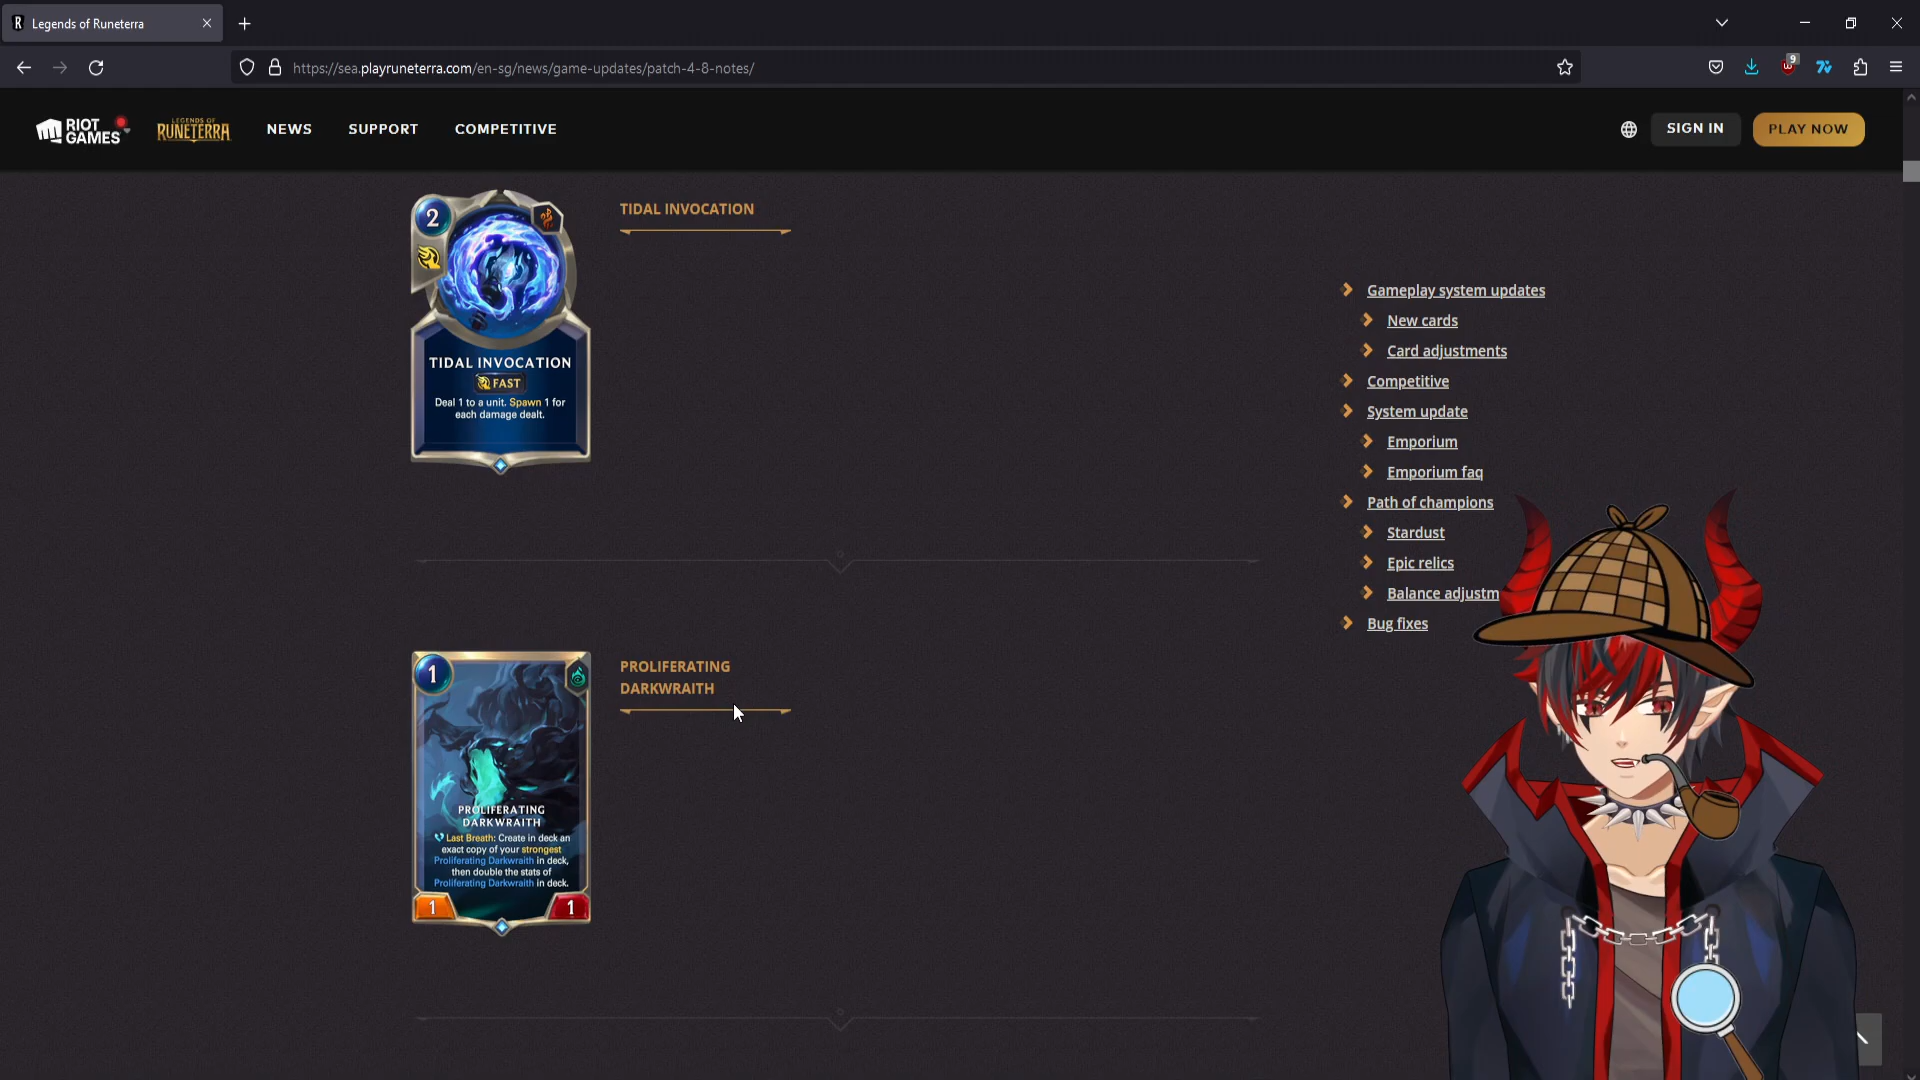 Legends of Runeterra
https://sea.playruneterra.com/en-sg/news/game-updates/patch-4-8-notes/
9
RIOT GAMES
LEGENDS OF RUNETERRA
NEWS
SUPPORT
COMPETITIVE
SIGN IN
PLAY NOW
2
TIDAL INVOCATION
FAST
Deal 1 to a unit. Spawn 1 for
each damage dealt.
TIDAL INVOCATION
Gameplay system updates
New cards
Card adjustments
Competitive
System update
Emporium
Emporium faq
Path of champions
Stardust
Epic relics
Balance adjustm
Bug fixes
1
PROLIFERATING
DARKWRAITH
Last Breath: Create in deck an
exact copy of your strongest
Proliferating Darkwraith in deck,
then double the stats of
Proliferating Darkwraith in deck.
1
1
PROLIFERATING
DARKWRAITH